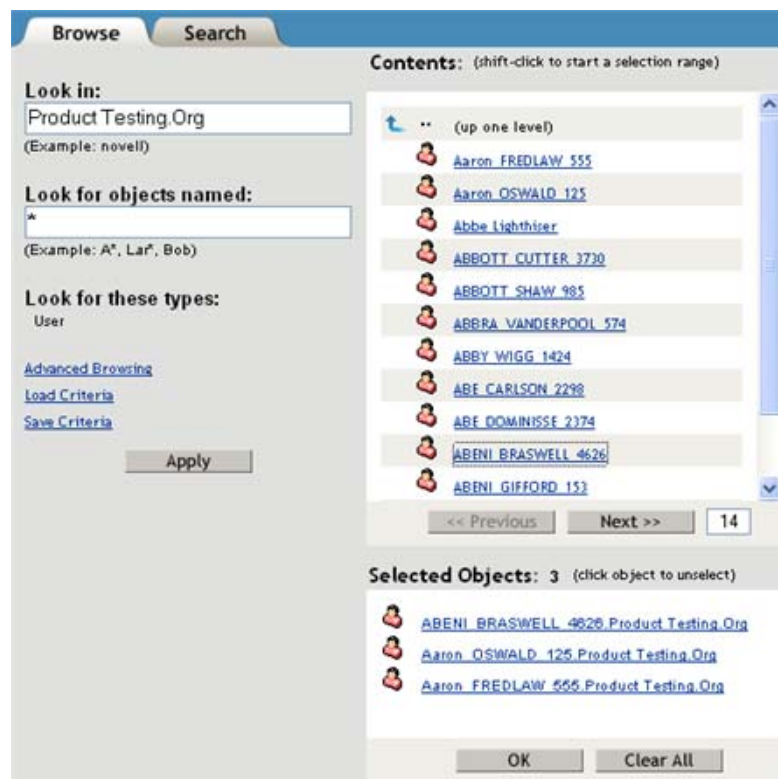 Browse
Search
Look in:
Product Testing.Org
(Example: novell)
Look for objects named:
*
(Example: A*, Lar*, Bob)
Look for these types:
User
Advanced Browsing
Load Criteria
Save Criteria
Apply
Contents: (shift-click to start a selection range)
.. (up one level)
Aaron FREDLAW 555
Aaron OSWALD 125
Abbe Lighthiser
ABBOTT CUTTER 3730
ABBOTT SHAW 985
ABBRA VANDERPOOL 574
ABBY WIGG 1424
ABE CARLSON 2298
ABE DOMINISSE 2374
ABENI BRASWELL 4626
ABENI GIFFORD 153
<< Previous
Next >>
14
Selected Objects: 3 (click object to unselect)
ABENI BRASWELL 4626.Product Testing.Org
Aaron OSWALD 125.Product Testing.Org
Aaron FREDLAW 555.Product Testing.Org
OK
Clear All